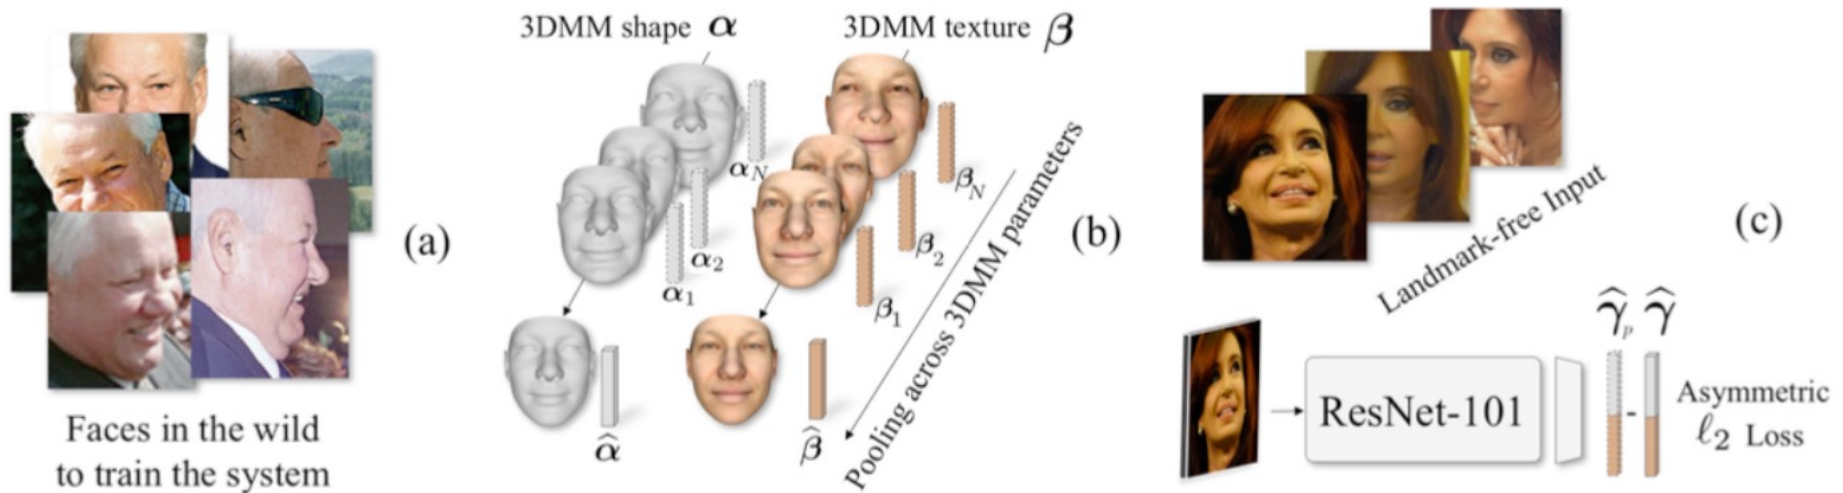 Faces in the wild
to train the system
(a)
3DMM shape α
3DMM texture β
α_N
α_2
α_1
β_N
β_2
β_1
α̂
β̂
Pooling across 3DMM parameters
(b)
Landmark-free Input
(c)
ResNet-101
γ̂_p - γ̂
Asymmetric
ℓ_2 Loss